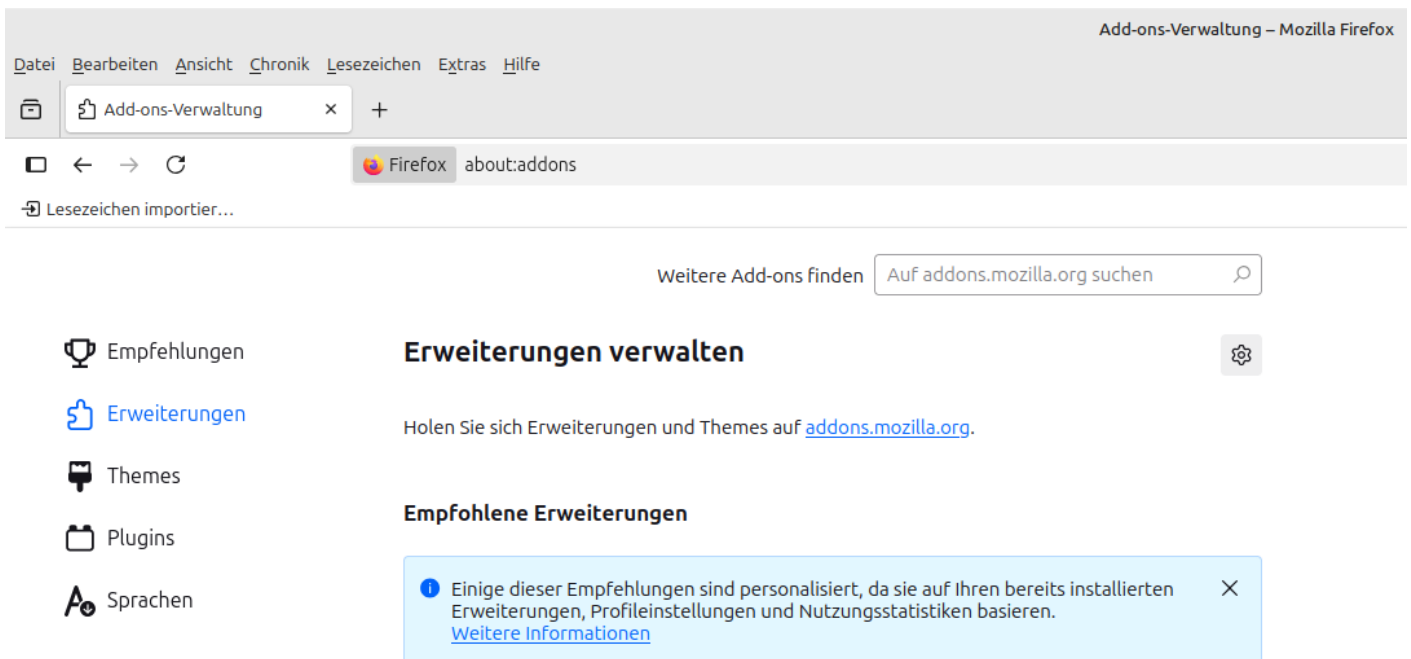 Add-ons-Verwaltung – Mozilla Firefox
Datei Bearbeiten Ansicht Chronik Lesezeichen Extras Hilfe
Add-ons-Verwaltung
Firefox about:addons
Lesezeichen importier…
Weitere Add-ons finden Auf addons.mozilla.org suchen
Empfehlungen
Erweiterungen
Themes
Plugins
Sprachen
Erweiterungen verwalten
Holen Sie sich Erweiterungen und Themes auf addons.mozilla.org.
Empfohlene Erweiterungen
Einige dieser Empfehlungen sind personalisiert, da sie auf Ihren bereits installierten
Erweiterungen, Profileinstellungen und Nutzungsstatistiken basieren.
Weitere Informationen